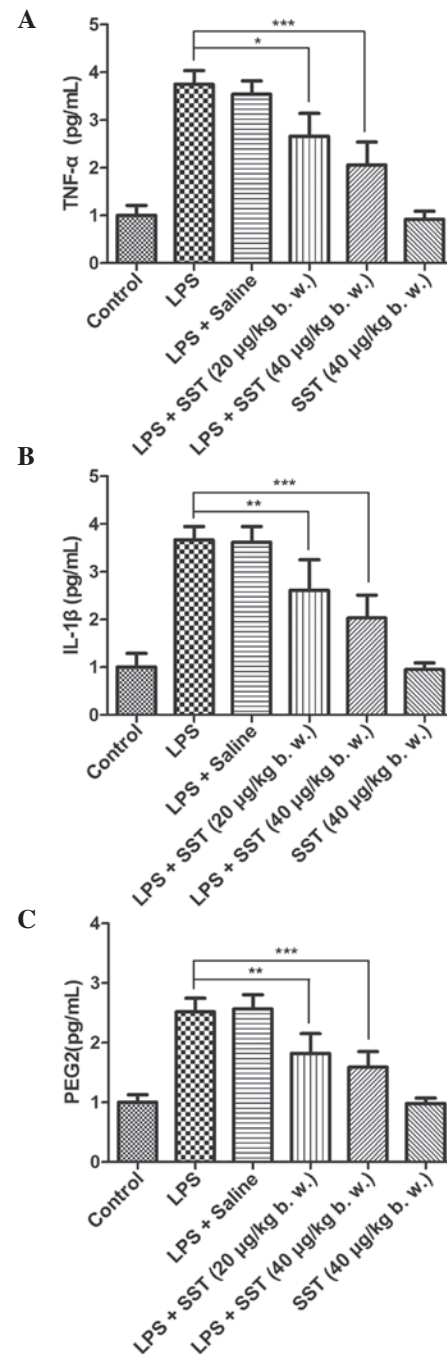 A
***
*
TNF-α (pg/mL)
5
4
3
2
1
0
Control
LPS
LPS + Saline
LPS + SST (20 µg/kg b. w.)
LPS + SST (40 µg/kg b. w.)
SST (40 µg/kg b. w.)
B
***
**
IL-1β (pg/mL)
5
4
3
2
1
0
Control
LPS
LPS + Saline
LPS + SST (20 µg/kg b. w.)
LPS + SST (40 µg/kg b. w.)
SST (40 µg/kg b. w.)
C
***
**
PEG2(pg/mL)
4
3
2
1
0
Control
LPS
LPS + Saline
LPS + SST (20 µg/kg b. w.)
LPS + SST (40 µg/kg b. w.)
SST (40 µg/kg b. w.)